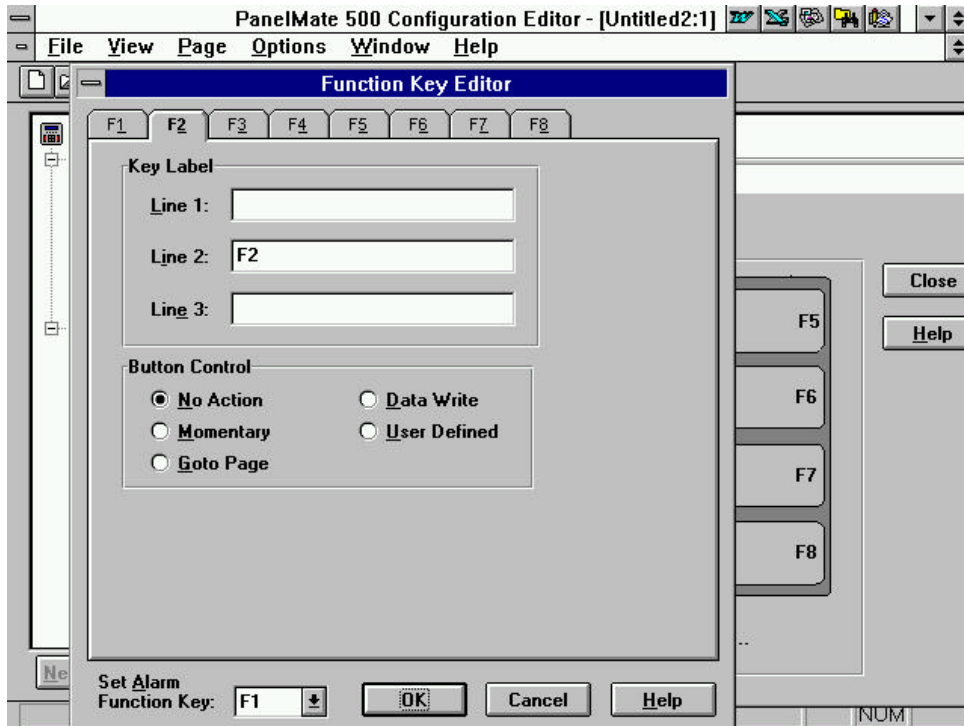 PanelMate 500 Configuration Editor - [Untitled2:1]
File View Page Options Window Help
Function Key Editor
F1 F2 F3 F4 F5 F6 F7 F8
Key Label
Line 1:
Line 2: F2
Line 3:
Button Control
No Action Data Write
Momentary User Defined
Goto Page
Set Alarm
Function Key: F1 OK Cancel Help
Close
Help
F5
F6
F7
F8
..
Ne
NUM